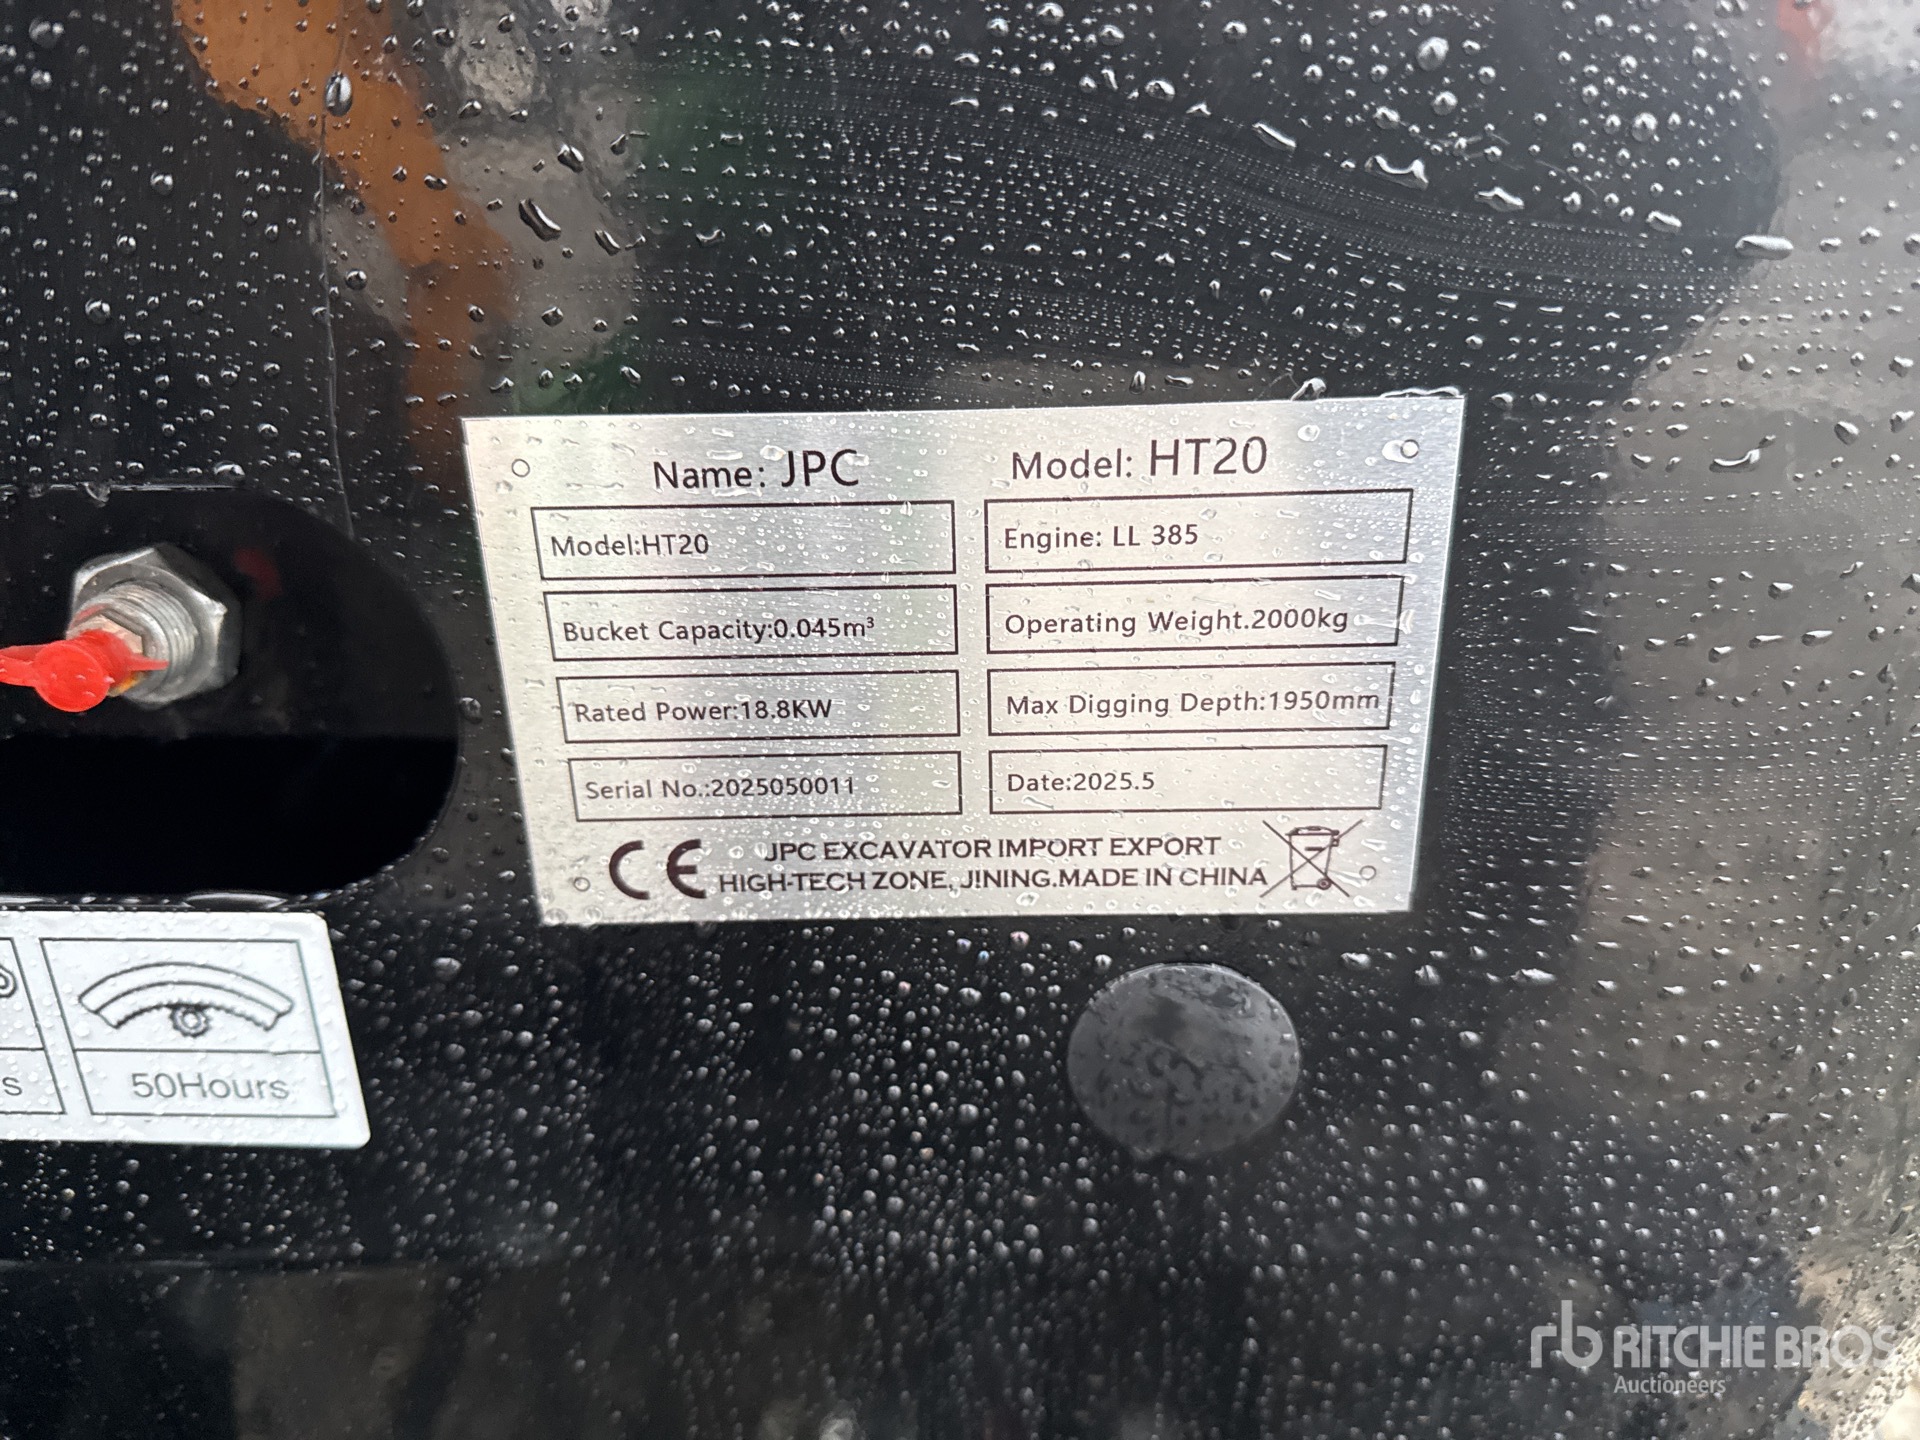 Name: JPC
Model: HT20
Model:HT20
Engine: LL 385
Bucket Capacity:0.045m³
Operating Weight.2000kg
Rated Power:18.8KW
Max Digging Depth:1950mm
Serial No.:2025050011
Date:2025.5
CE
JPC EXCAVATOR IMPORT EXPORT
HIGH-TECH ZONE, JINING.MADE IN CHINA
s
50Hours
rb RITCHIE BROS
Auctioneers